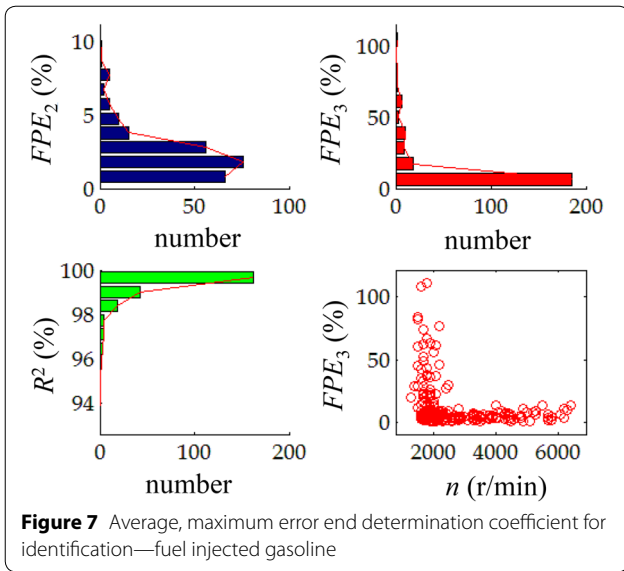 10
5
0
FPE₂ (%)
0
50
100
number
100
50
0
FPE₃ (%)
0
100
200
number
100
98
96
94
R² (%)
0
100
200
number
100
50
0
FPE₃ (%)
2000
4000
6000
n (r/min)
Figure 7 Average, maximum error end determination coefficient for
identification—fuel injected gasoline